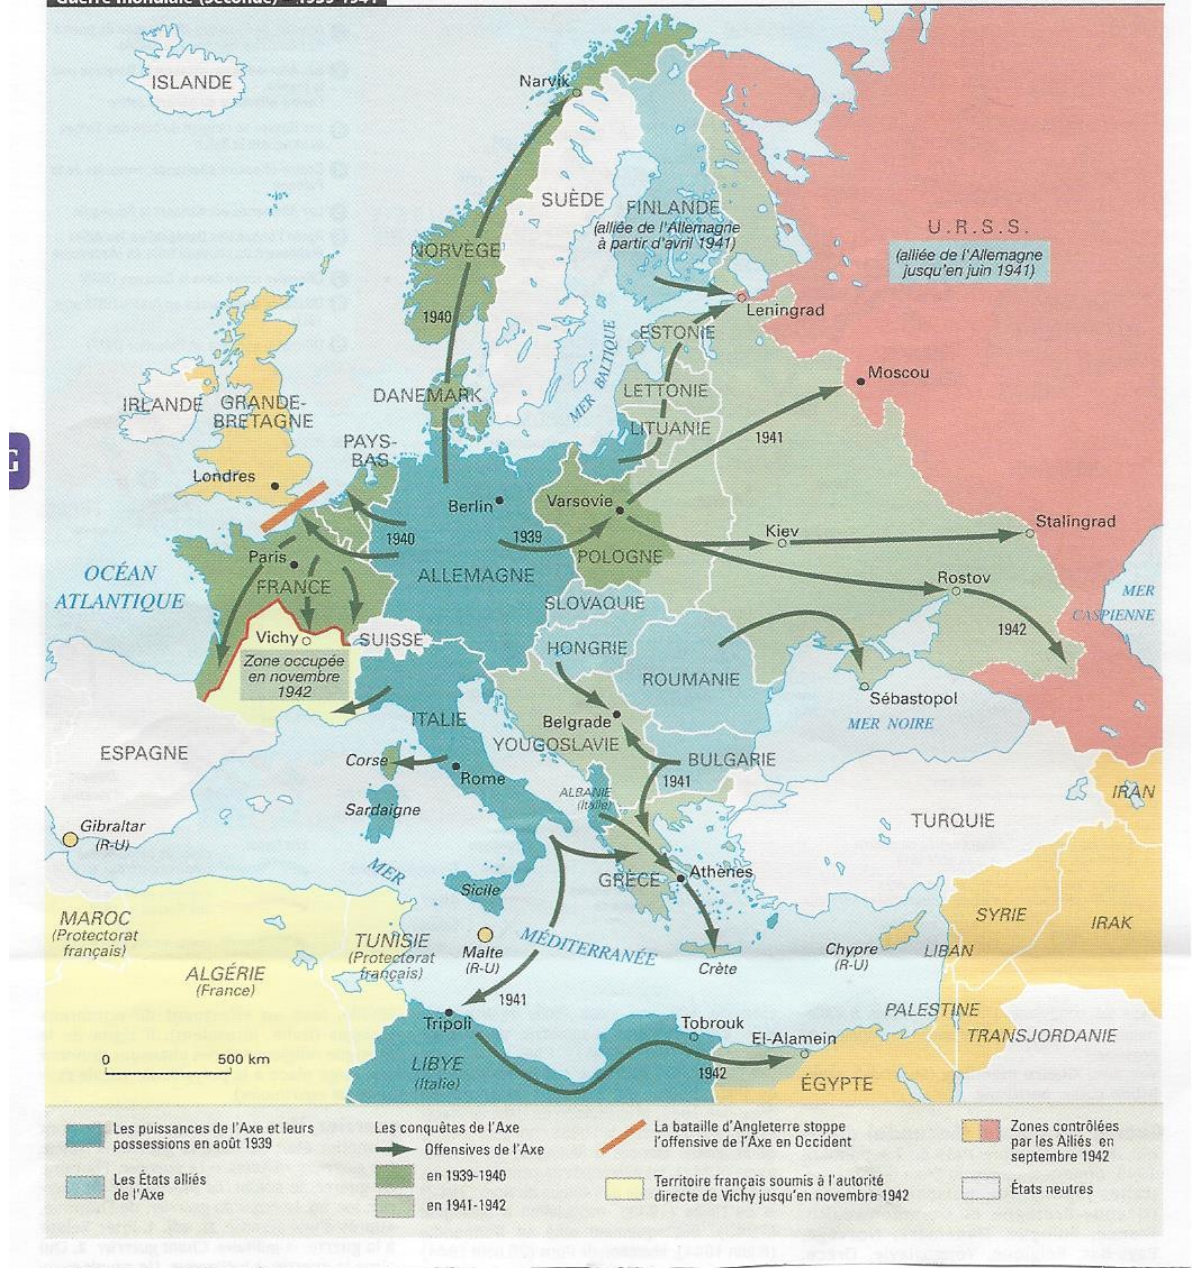 Guerre mondiale (Seconde) – 1939-1941
ISLANDE
Narvik
SUÈDE
FINLANDE
(alliée de l'Allemagne
à partir d'avril 1941)
U.R.S.S.
(alliée de l'Allemagne
jusqu'en juin 1941)
NORVÈGE
1940
Leningrad
ESTONIE
MER BALTIQUE
Moscou
LETTONIE
DANEMARK
IRLANDE
GRANDE-
BRETAGNE
LITUANIE
1941
PAYS-
BAS
G
Londres
Berlin
Varsovie
Stalingrad
1940
1939
Kiev
Paris
POLOGNE
OCÉAN
ATLANTIQUE
FRANCE
ALLEMAGNE
Rostov
MER
CASPIENNE
SLOVAQUIE
1942
Vichy
SUISSE
HONGRIE
Zone occupée
en novembre
1942
ROUMANIE
Sébastopol
ITALIE
Belgrade
MER NOIRE
YOUGOSLAVIE
ESPAGNE
Corse
BULGARIE
Rome
1941
ALBANIE
(Italie)
IRAN
Sardaigne
TURQUIE
Gibraltar
(R-U)
MER
Athènes
GRÈCE
Sicile
MAROC
(Protectorat
français)
SYRIE
IRAK
TUNISIE
(Protectorat
français)
Malte
(R-U)
MÉDITERRANÉE
Chypre
(R-U)
LIBAN
Crète
ALGÉRIE
(France)
1941
PALESTINE
Tripoli
Tobrouk
El-Alamein
TRANSJORDANIE
0 500 km
LIBYE
(Italie)
1942
ÉGYPTE
Les puissances de l'Axe et leurs
possessions en août 1939
Les États alliés
de l'Axe
Les conquêtes de l'Axe
Offensives de l'Axe
en 1939-1940
en 1941-1942
La bataille d'Angleterre stoppe
l'offensive de l'Axe en Occident
Territoire français soumis à l'autorité
directe de Vichy jusqu'en novembre 1942
Zones contrôlées
par les Alliés en
septembre 1942
États neutres